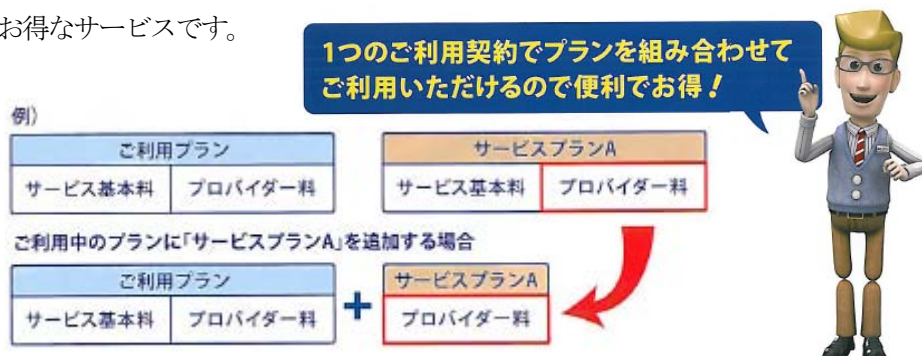 お得なサービスです。
1つのご利用契約でプランを組み合わせて
ご利用いただけるので便利でお得!
例)
ご利用プラン
サービス基本料 プロバイダー料
サービスプランA
サービス基本料 プロバイダー料
ご利用中のプランに「サービスプランA」を追加する場合
ご利用プラン
サービス基本料 プロバイダー料
+
サービスプランA
プロバイダー料